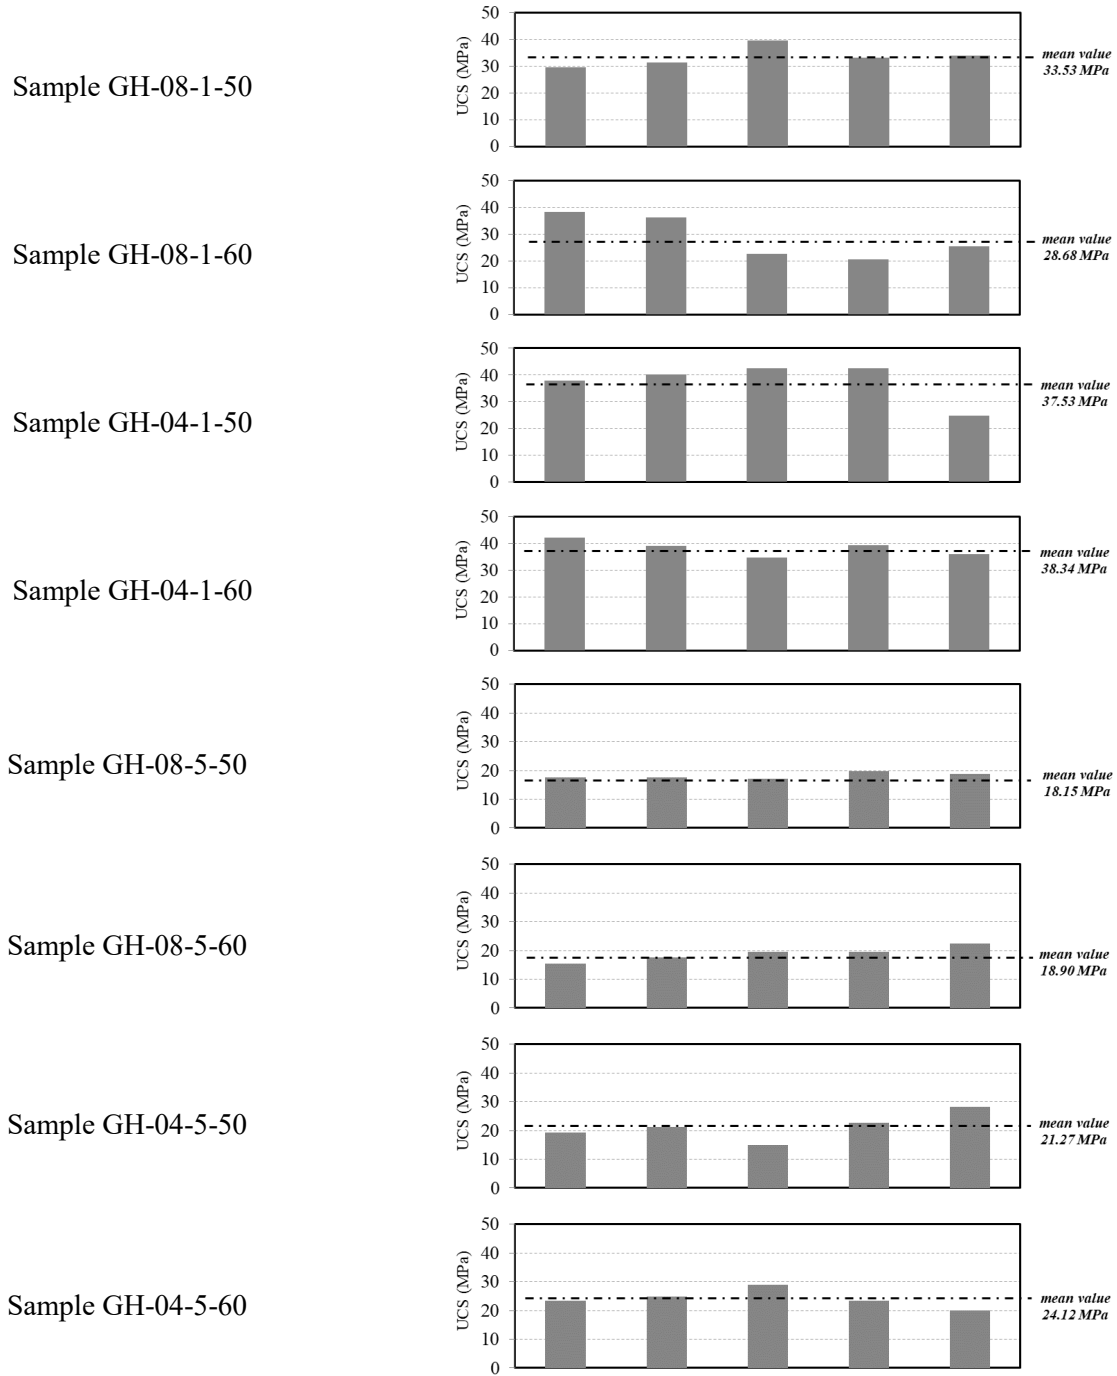 Sample GH-08-1-50
UCS (MPa)
50
40
30
20
10
0
mean value
33.53 MPa
Sample GH-08-1-60
UCS (MPa)
50
40
30
20
10
0
mean value
28.68 MPa
Sample GH-04-1-50
UCS (MPa)
50
40
30
20
10
0
mean value
37.53 MPa
Sample GH-04-1-60
UCS (MPa)
50
40
30
20
10
0
mean value
38.34 MPa
Sample GH-08-5-50
UCS (MPa)
50
40
30
20
10
0
mean value
18.15 MPa
Sample GH-08-5-60
UCS (MPa)
50
40
30
20
10
0
mean value
18.90 MPa
Sample GH-04-5-50
UCS (MPa)
50
40
30
20
10
0
mean value
21.27 MPa
Sample GH-04-5-60
UCS (MPa)
50
40
30
20
10
0
mean value
24.12 MPa